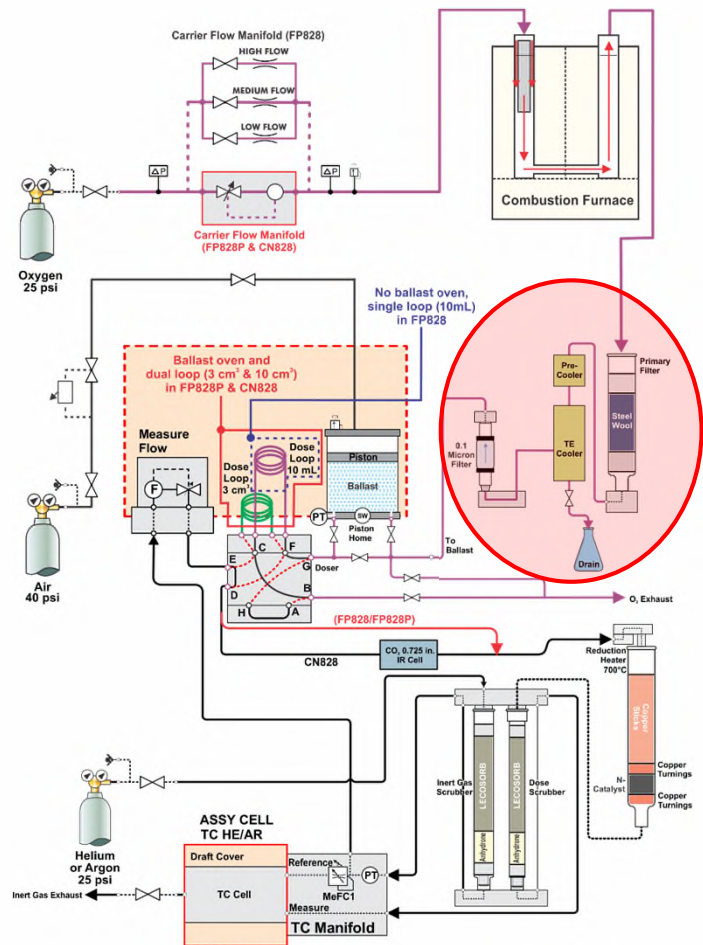 Carrier Flow Manifold (FP828)
HIGH FLOW
MEDIUM FLOW
LOW FLOW
ΔP
ΔP
Carrier Flow Manifold
(FP828P & CN828)
Oxygen
25 psi
Combustion Furnace
No ballast oven,
single loop (10mL)
in FP828
Ballast oven and
dual loop (3 cm³ & 10 cm³)
in FP828P & CN828
Pre-
Cooler
Primary
Filter
Steel
Wool
TE
Cooler
0.1
Micron
Filter
Drain
Measure
Flow
F
Dose
Loop
10 mL
Dose
Loop
3 cm³
Piston
Ballast
PT
SW
Piston
Home
To
Ballast
Doser
E
C
F
G
D
B
H
A
Air
40 psi
O₂ Exhaust
(FP828/FP828P)
CN828
CO₂ 0.725 in.
IR Cell
Reduction
Heater
700°C
Copper
Sticks
Copper
Turnings
N-
Catalyst
Copper
Turnings
Inert Gas
Scrubber
LECOSORB
Anhydrone
LECOSORB
Anhydrone
Dose
Scrubber
Helium
or Argon
25 psi
ASSY CELL
TC HE/AR
Draft Cover
TC Cell
Reference
PT
MeFC1
Measure
TC Manifold
Inert Gas Exhaust